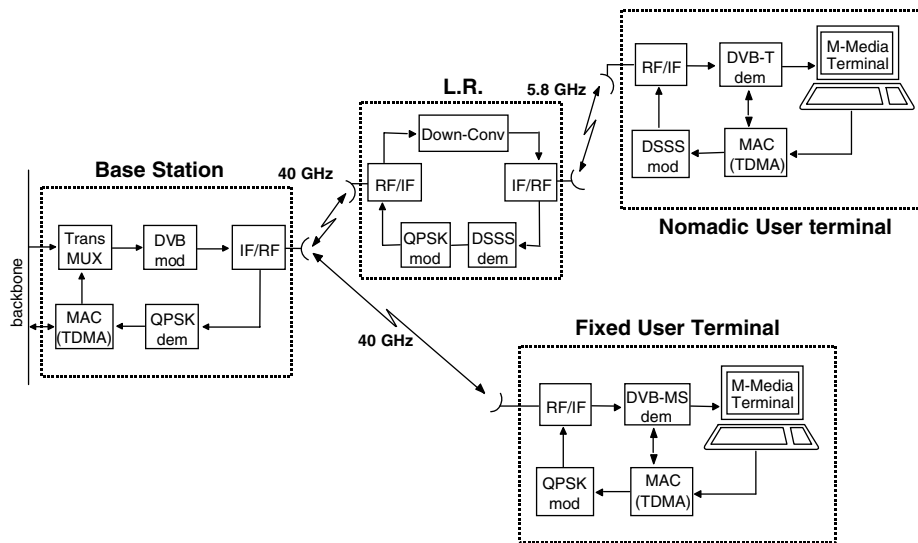 Base Station
backbone
Trans
MUX
DVB
mod
IF/RF
MAC
(TDMA)
QPSK
dem
40 GHz
L.R.
Down-Conv
RF/IF
IF/RF
QPSK
mod
DSSS
dem
5.8 GHz
RF/IF
DVB-T
dem
M-Media
Terminal
DSSS
mod
MAC
(TDMA)
Nomadic User terminal
40 GHz
Fixed User Terminal
RF/IF
DVB-MS
dem
M-Media
Terminal
QPSK
mod
MAC
(TDMA)